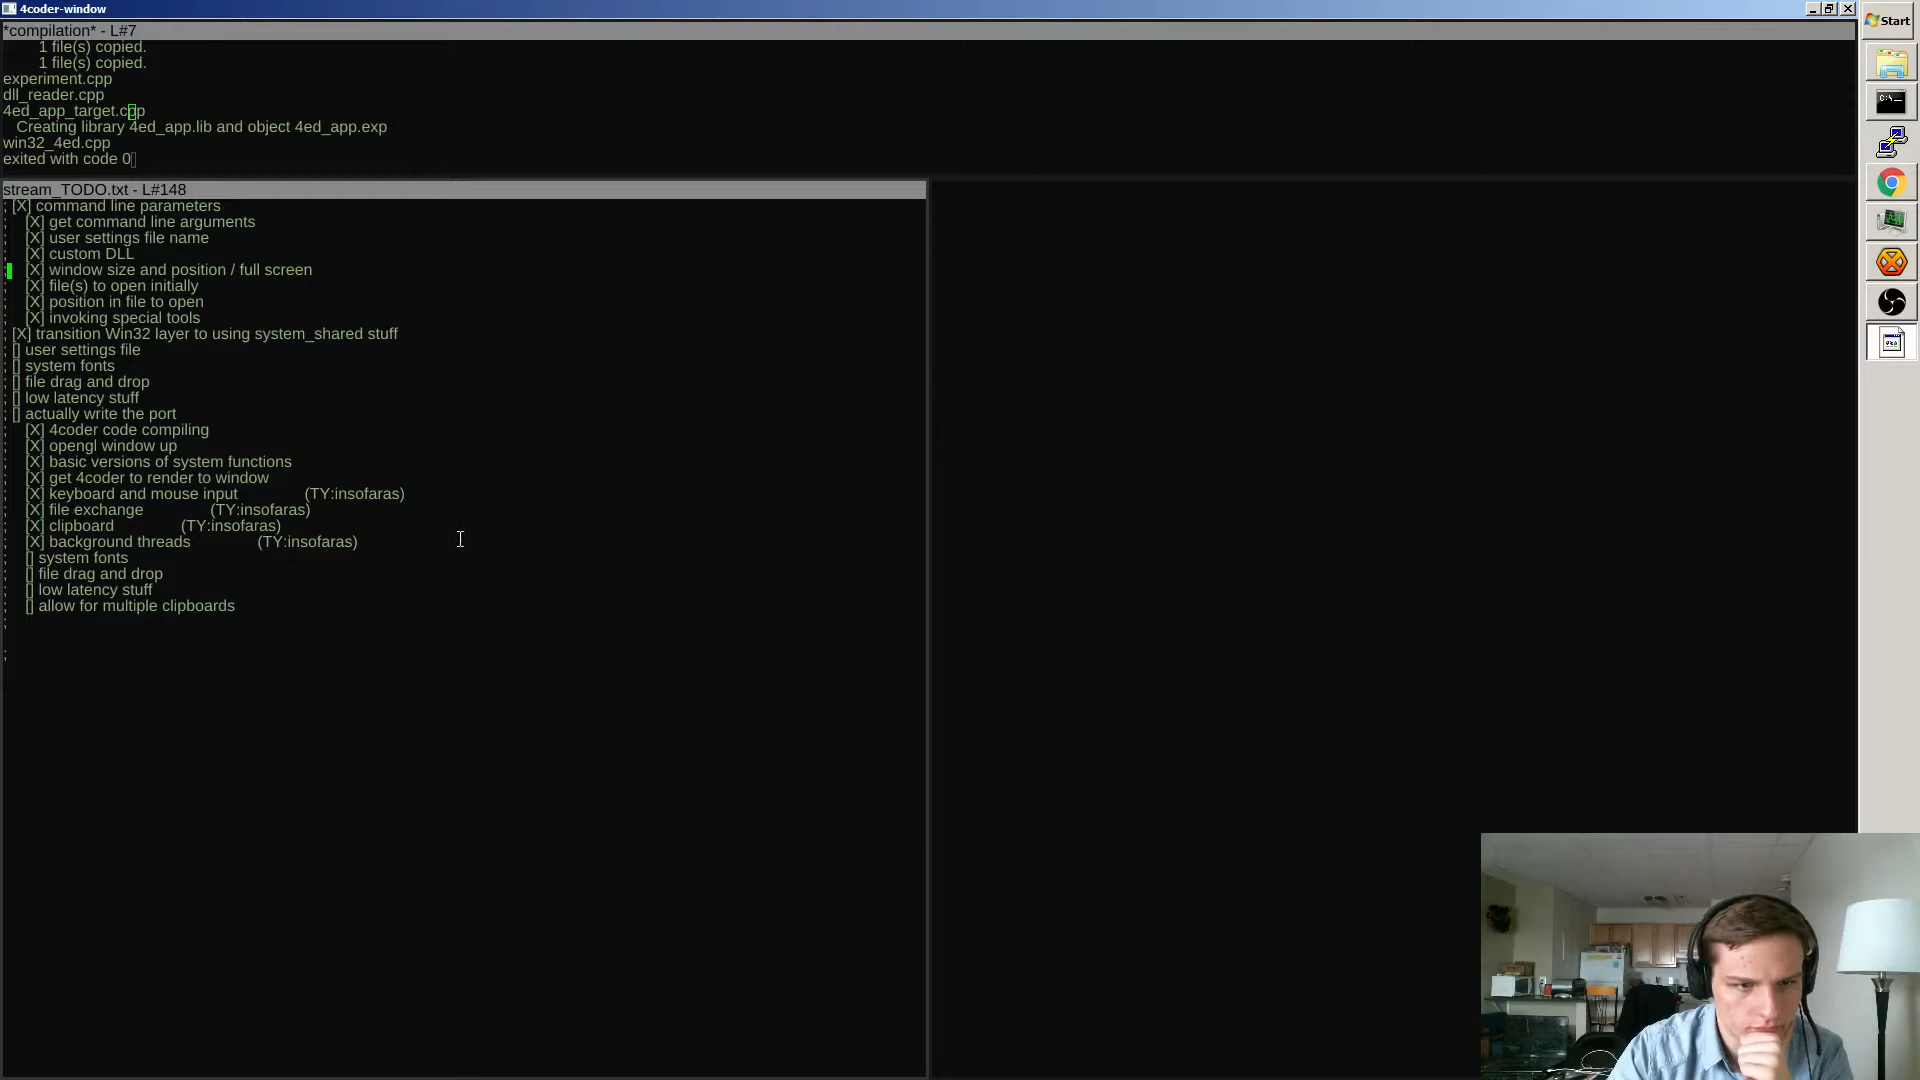 4coder-window
*compilation* - L#7
1 file(s) copied.
1 file(s) copied.
experiment.cpp
dll_reader.cpp
4ed_app_target.cpp
Creating library 4ed_app.lib and object 4ed_app.exp
win32_4ed.cpp
exited with code 0
stream_TODO.txt - L#148
; [X] command line parameters
; [X] get command line arguments
; [X] user settings file name
; [X] custom DLL
; [X] window size and position / full screen
; [X] file(s) to open initially
; [X] position in file to open
; [X] invoking special tools
; [X] transition Win32 layer to using system_shared stuff
; [] user settings file
; [] system fonts
; [] file drag and drop
; [] low latency stuff
; [] actually write the port
; [X] 4coder code compiling
; [X] opengl window up
; [X] basic versions of system functions
; [X] get 4coder to render to window
; [X] keyboard and mouse input (TY:insofaras)
; [X] file exchange (TY:insofaras)
; [X] clipboard (TY:insofaras)
; [X] background threads (TY:insofaras)
; [] system fonts
; [] file drag and drop
; [] low latency stuff
; [] allow for multiple clipboards
;
;
Start